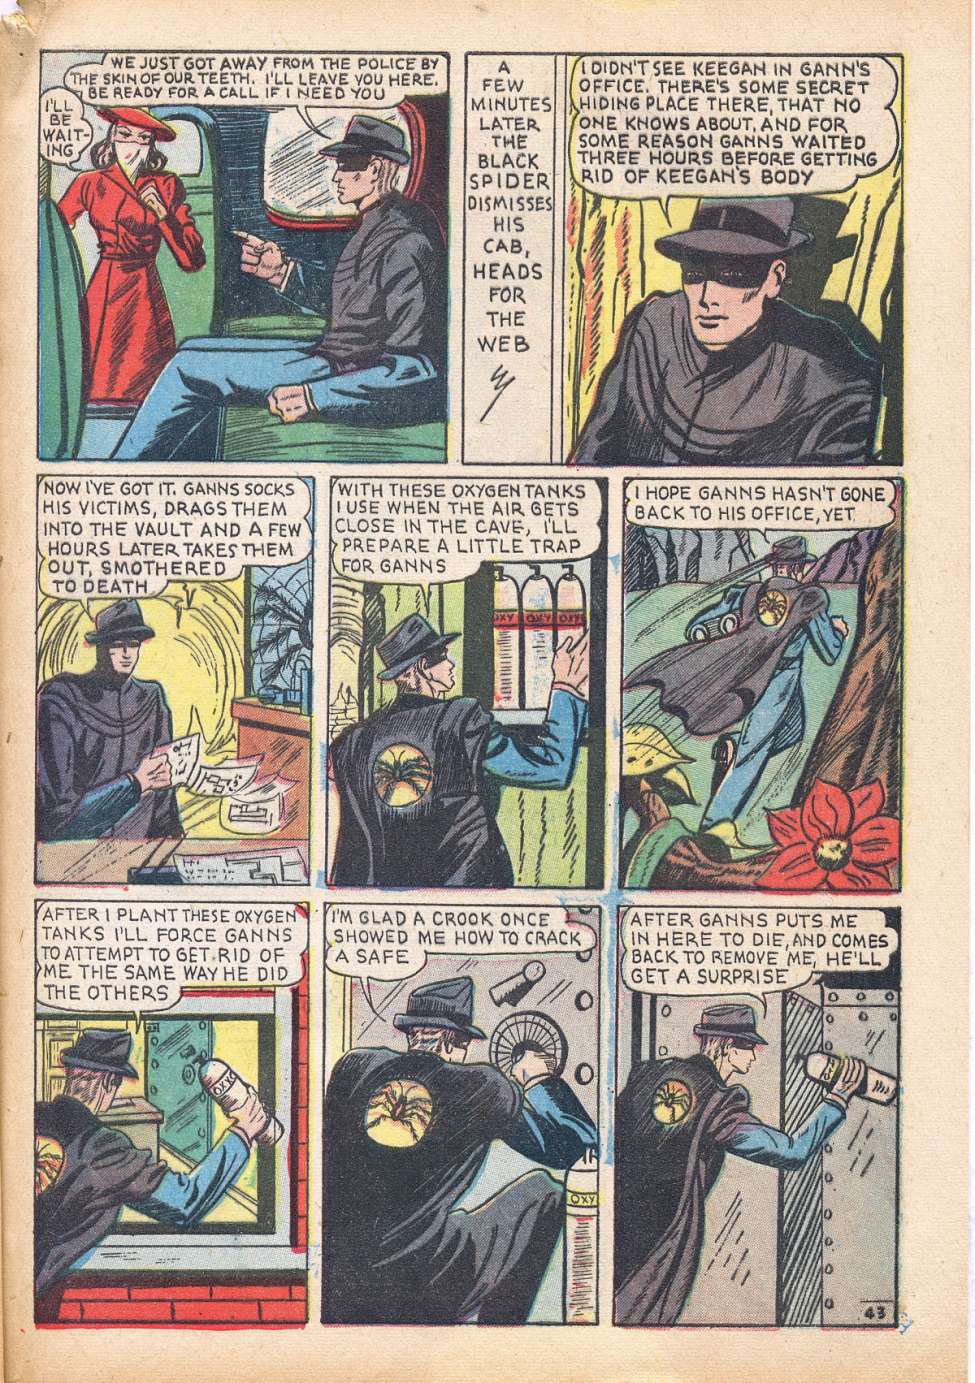 WE JUST GOT AWAY FROM THE POLICE BY
THE SKIN OF OUR TEETH. I'LL LEAVE YOU HERE.
BE READY FOR A CALL IF I NEED YOU
I'LL
BE
WAIT-
ING
A
FEW
MINUTES
LATER
THE
BLACK
SPIDER
DISMISSES
HIS
CAB,
HEADS
FOR
THE
WEB
I DIDN'T SEE KEEGAN IN GANN'S
OFFICE. THERE'S SOME SECRET
HIDING PLACE THERE, THAT NO
ONE KNOWS ABOUT, AND FOR
SOME REASON GANNS WAITED
THREE HOURS BEFORE GETTING
RID OF KEEGAN'S BODY
NOW I'VE GOT IT. GANNS SOCKS
HIS VICTIMS, DRAGS THEM
INTO THE VAULT AND A FEW
HOURS LATER TAKES THEM
OUT, SMOTHERED
TO DEATH
WITH THESE OXYGEN TANKS
I USE WHEN THE AIR GETS
CLOSE IN THE CAVE, I'LL
PREPARE A LITTLE TRAP
FOR GANNS
OXY OXY OXY
I HOPE GANNS HASN'T GONE
BACK TO HIS OFFICE, YET
AFTER I PLANT THESE OXYGEN
TANKS I'LL FORCE GANNS
TO ATTEMPT TO GET RID OF
ME THE SAME WAY HE DID
THE OTHERS
I'M GLAD A CROOK ONCE
SHOWED ME HOW TO CRACK
A SAFE
OXY
AFTER GANNS PUTS ME
IN HERE TO DIE, AND COMES
BACK TO REMOVE ME, HE'LL
GET A SURPRISE
43